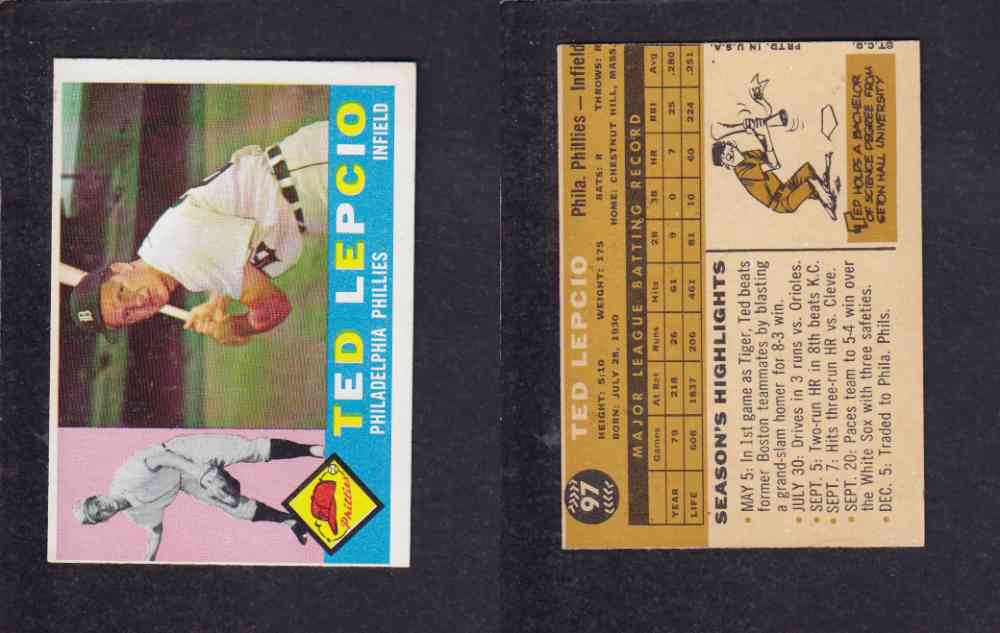 TED LEPCIO
INFIELD
PHILADELPHIA PHILLIES
B
Phillies
97
TED LEPCIO
Phila. Phillies — Infield
HEIGHT: 5:10 WEIGHT: 175 BATS: R THROWS: R
BORN: JULY 28, 1930 HOME: CHESTNUT HILL, MASS.
MAJOR LEAGUE BATTING RECORD
Games At Bat Runs Hits 2B 3B HR RBI Avg
YEAR 79 218 26 61 9 0 7 25 .280
LIFE 606 1837 206 461 81 10 60 224 .251
SEASON'S HIGHLIGHTS
• MAY 5: In 1st game as Tiger, Ted beats
former Boston teammates by blasting
a grand-slam homer for 8-3 win.
• JULY 30: Drives in 3 runs vs. Orioles.
• SEPT. 5: Two-run HR in 8th beats K.C.
• SEPT. 7: Hits three-run HR vs. Cleve.
• SEPT. 20: Paces team to 5-4 win over
the White Sox with three safeties.
• DEC. 5: Traded to Phila. Phils.
TED HOLDS A BACHELOR
OF SCIENCE DEGREE FROM
SETON HALL UNIVERSITY
©T.C.G. PRTD. IN U.S.A.